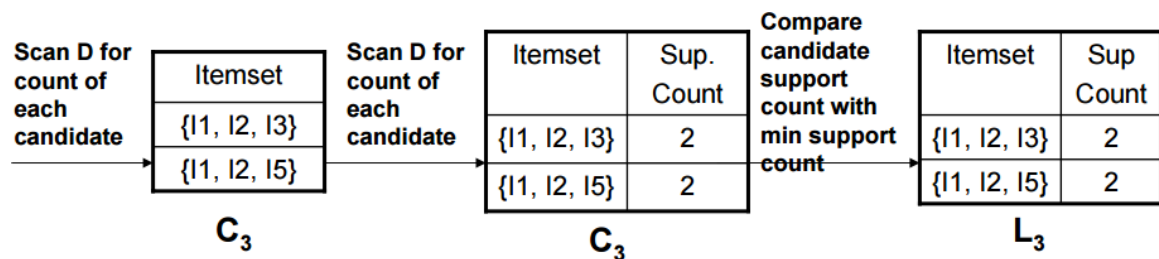 Scan D for
count of
each
candidate
Itemset
{I1, I2, I3}
{I1, I2, I5}
C3
Scan D for
count of
each
candidate
Itemset Sup.
Count
{I1, I2, I3} 2
{I1, I2, I5} 2
C3
Compare
candidate
support
count with
min support
count
Itemset Sup
Count
{I1, I2, I3} 2
{I1, I2, I5} 2
L3